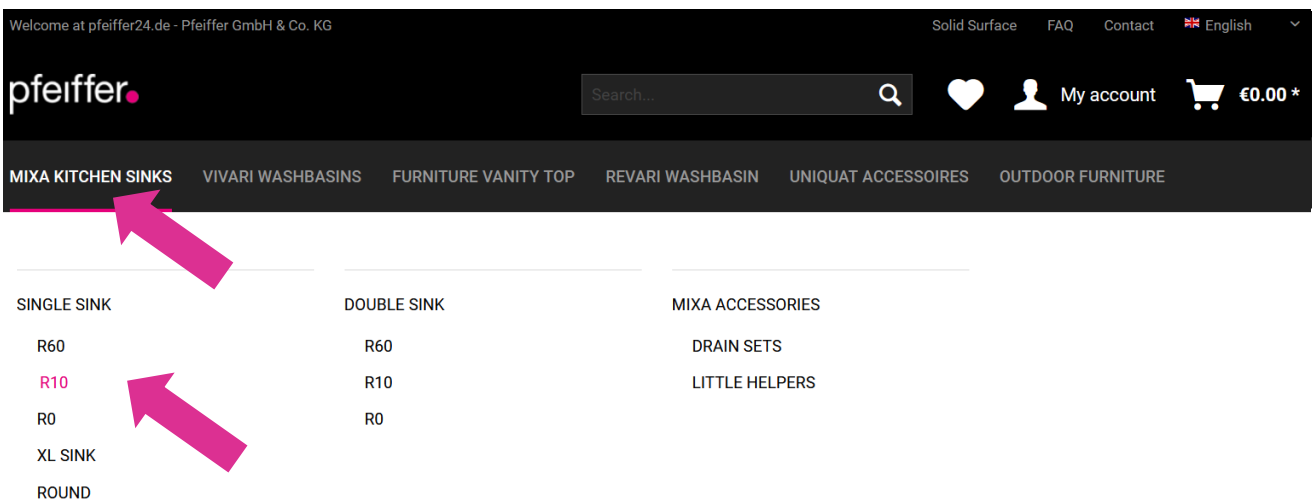 Welcome at pfeiffer24.de - Pfeiffer GmbH & Co. KG
Solid Surface FAQ Contact English
pfeiffer.
Search...
My account
€0.00 *
MIXA KITCHEN SINKS VIVARI WASHBASINS FURNITURE VANITY TOP REVARI WASHBASIN UNIQUAT ACCESSOIRES OUTDOOR FURNITURE
SINGLE SINK
R60
R10
R0
XL SINK
ROUND
DOUBLE SINK
R60
R10
R0
MIXA ACCESSORIES
DRAIN SETS
LITTLE HELPERS